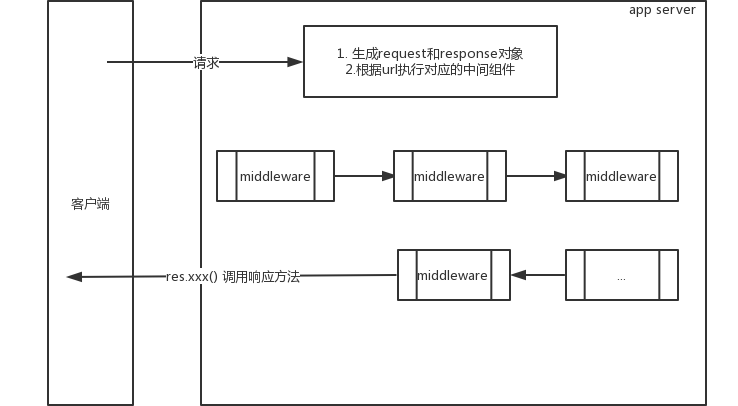 app server
1. 生成request和response对象
2.根据url执行对应的中间组件
请求
middleware
middleware
middleware
客户端
res.xxx() 调用响应方法
middleware
...